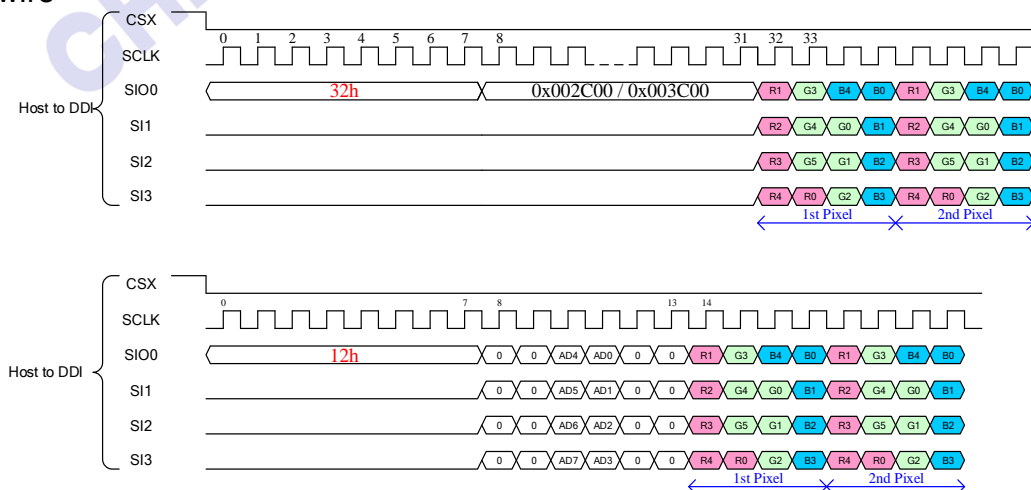 CSX
0 1 2 3 4 5 6 7 8 31 32 33
SCLK
SIO0 32h 0x002C00 / 0x003C00 R1 G3 B4 B0 R1 G3 B4 B0
Host to DDI
SI1 R2 G4 G0 B1 R2 G4 G0 B1
SI2 R3 G5 G1 B2 R3 G5 G1 B2
SI3 R4 R0 G2 B3 R4 R0 G2 B3
1st Pixel 2nd Pixel
CSX
0 7 8 13 14
SCLK
SIO0 12h 0 0 AD4 AD0 0 0 R1 G3 B4 B0 R1 G3 B4 B0
Host to DDI
SI1 0 0 AD5 AD1 0 0 R2 G4 G0 B1 R2 G4 G0 B1
SI2 0 0 AD6 AD2 0 0 R3 G5 G1 B2 R3 G5 G1 B2
SI3 0 0 AD7 AD3 0 0 R4 R0 G2 B3 R4 R0 G2 B3
1st Pixel 2nd Pixel